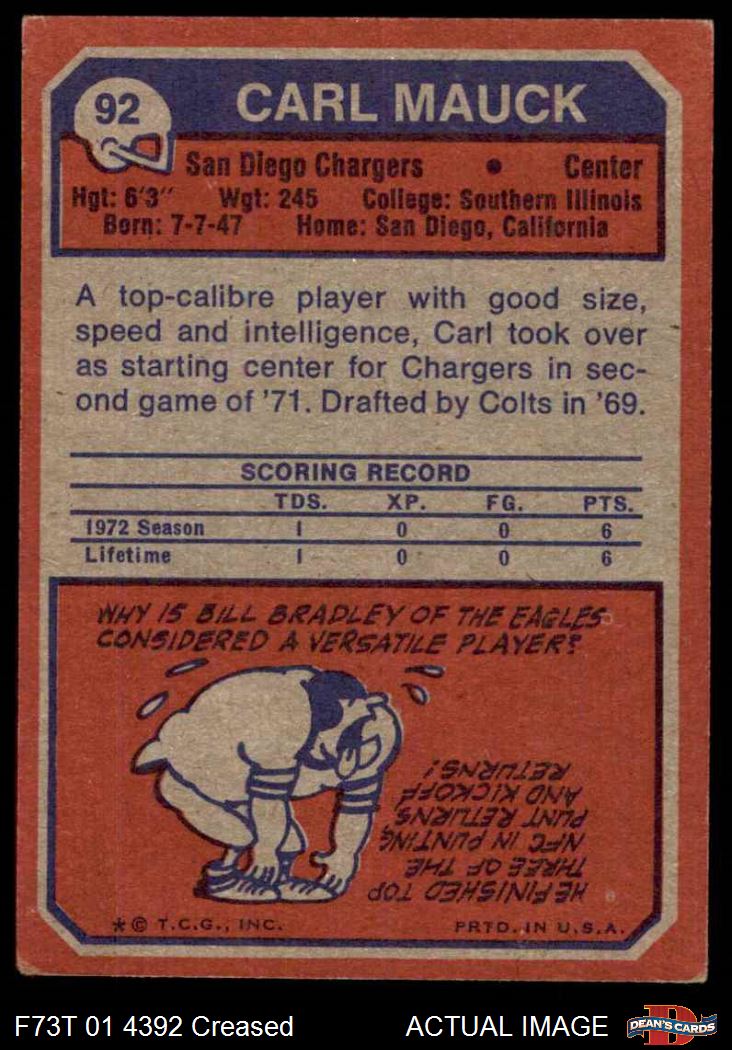 92
CARL MAUCK
San Diego Chargers • Center
Hgt: 6'3" Wgt: 245 College: Southern Illinois
Born: 7-7-47 Home: San Diego, California
A top-calibre player with good size,
speed and intelligence, Carl took over
as starting center for Chargers in sec-
ond game of '71. Drafted by Colts in '69.
SCORING RECORD
TDS. XP. FG. PTS.
1972 Season 1 0 0 6
Lifetime 1 0 0 6
WHY IS BILL BRADLEY OF THE EAGLES
CONSIDERED A VERSATILE PLAYER?
HE FINISHED TOP
THREE OF THE
NFC IN PUNTING,
PUNT RETURNS
AND KICKOFF
RETURNS!
*© T.C.G., INC. PRTD. IN U.S.A.
F73T 01 4392 Creased ACTUAL IMAGE
D
DEAN'S CARDS